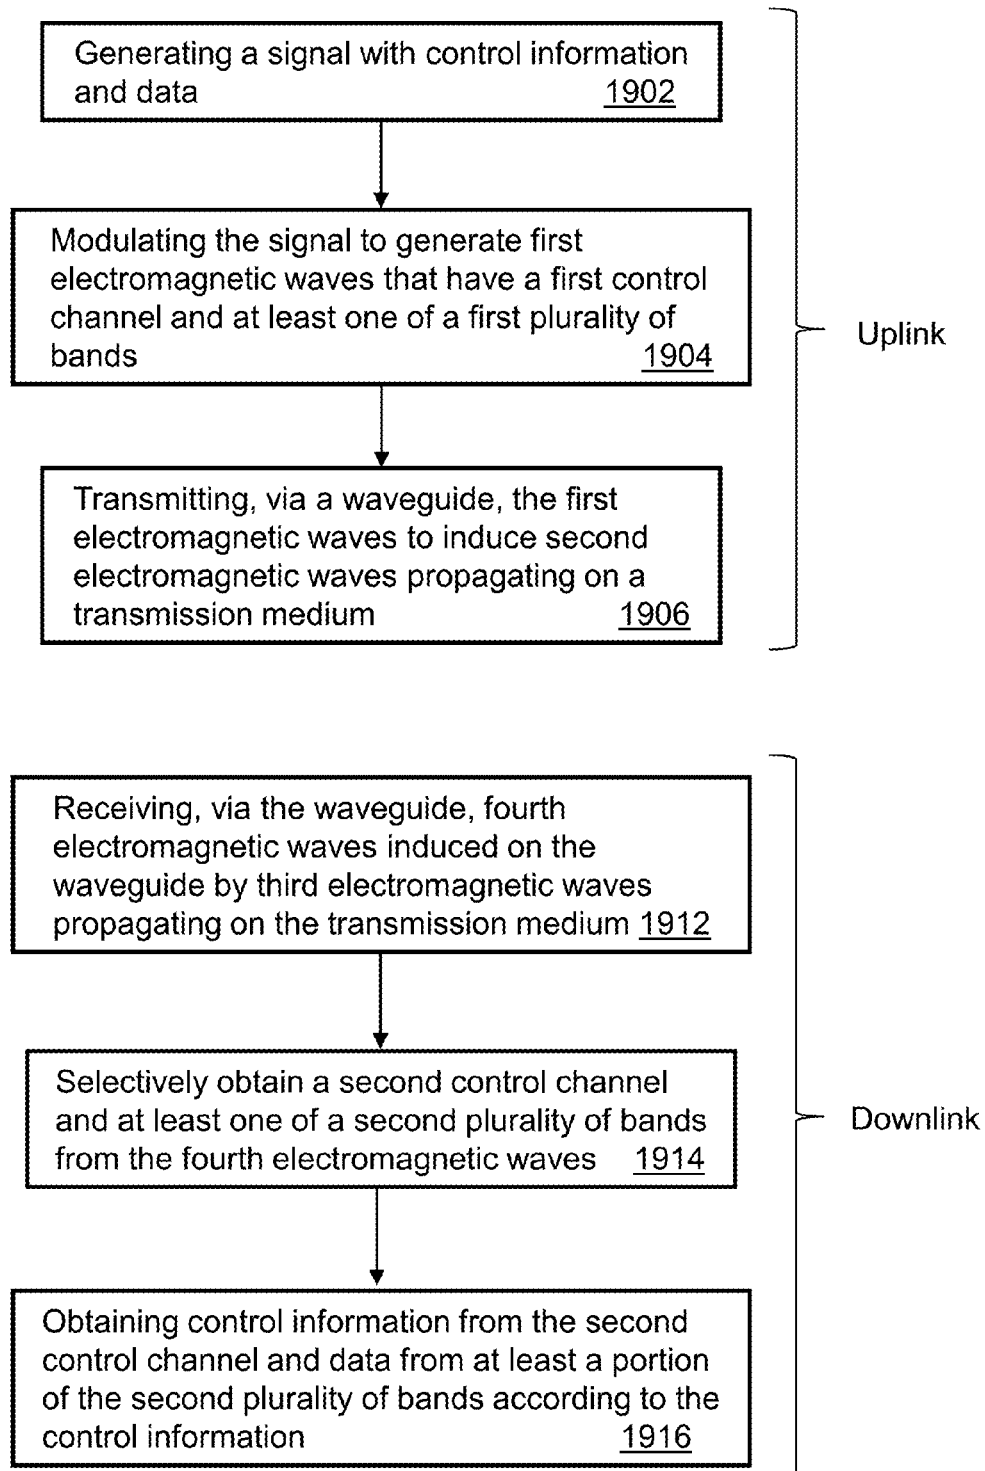 Generating a signal with control information
and data 1902
Modulating the signal to generate first
electromagnetic waves that have a first control
channel and at least one of a first plurality of
bands 1904
Uplink
Transmitting, via a waveguide, the first
electromagnetic waves to induce second
electromagnetic waves propagating on a
transmission medium 1906
Receiving, via the waveguide, fourth
electromagnetic waves induced on the
waveguide by third electromagnetic waves
propagating on the transmission medium 1912
Selectively obtain a second control channel
and at least one of a second plurality of bands
from the fourth electromagnetic waves 1914
Downlink
Obtaining control information from the second
control channel and data from at least a portion
of the second plurality of bands according to the
control information 1916